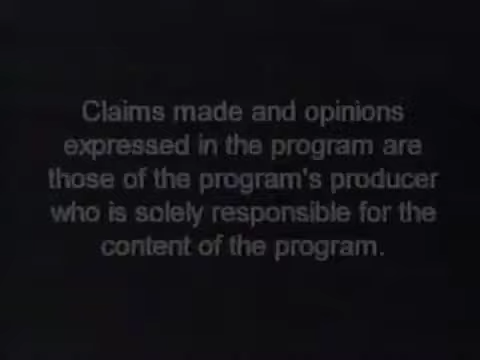 Claims made and opinions
expressed in the program are
those of the program's producer
who is solely responsible for the
content of the program.